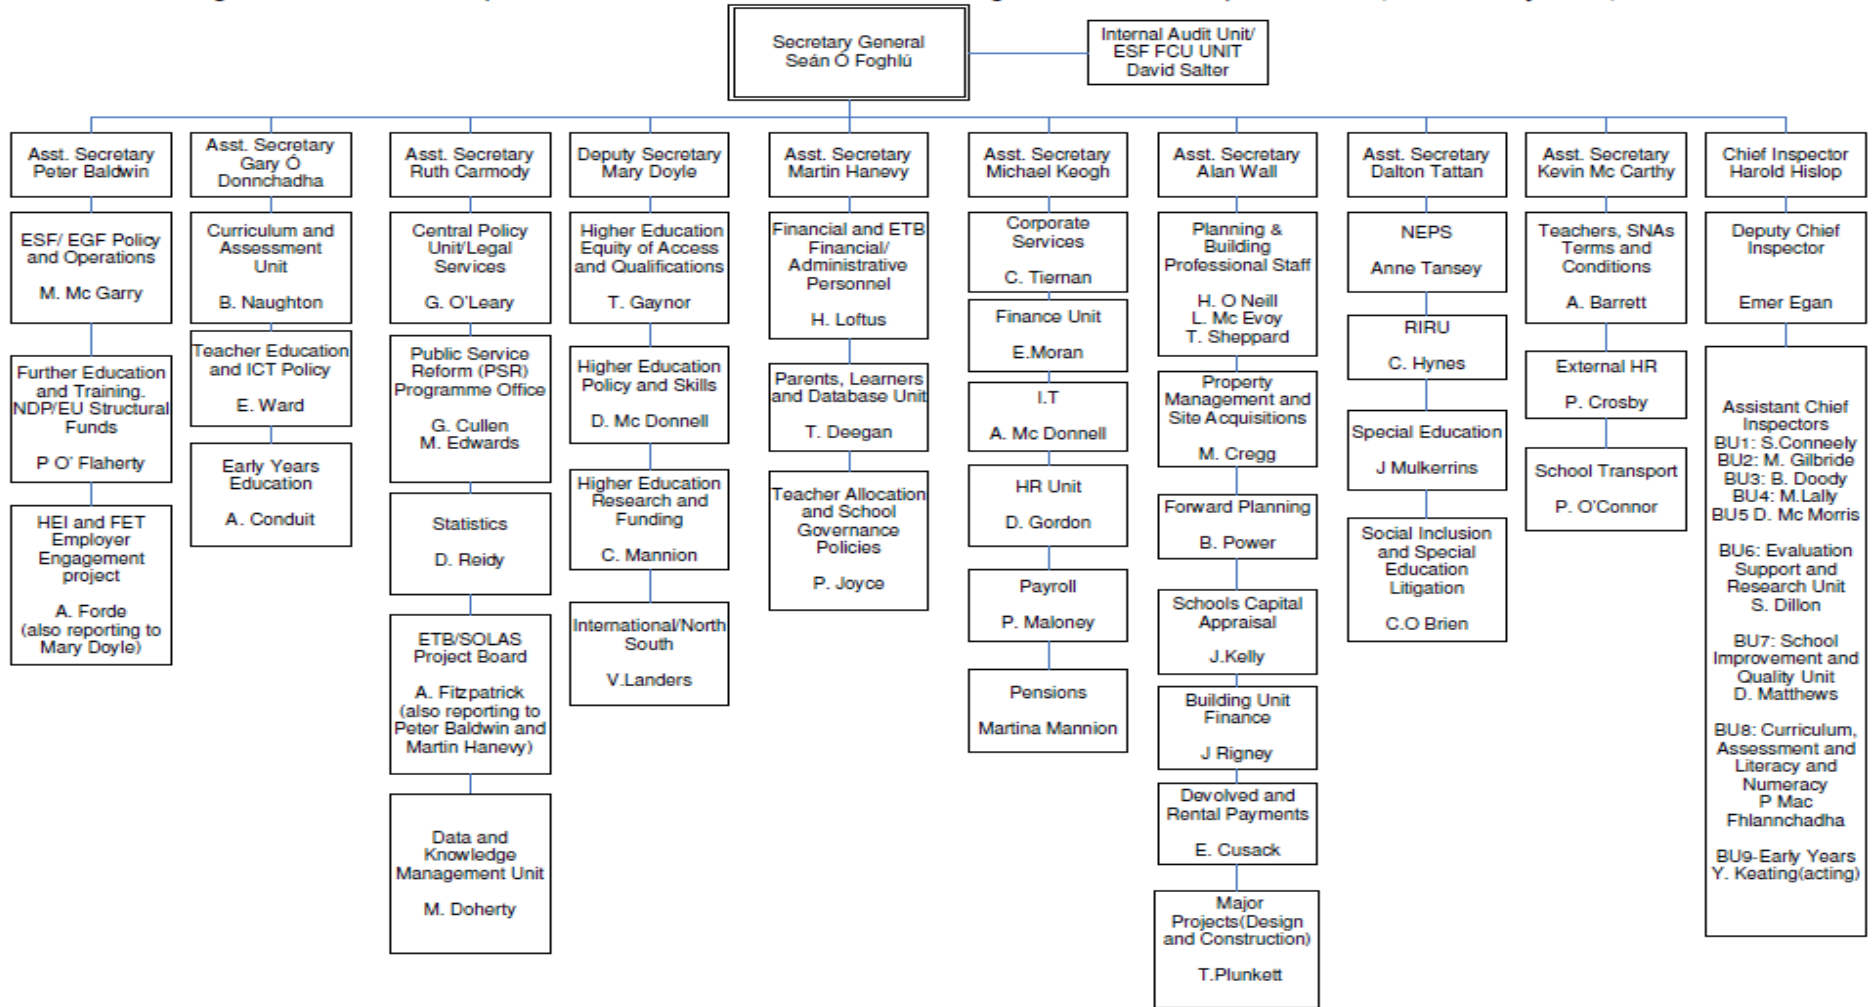 Secretary General
Seán Ó Foghlú
Internal Audit Unit/
ESF FCU UNIT
David Salter
Asst. Secretary
Peter Baldwin
ESF/ EGF Policy
and Operations
M. Mc Garry
Further Education
and Training.
NDP/EU Structural
Funds
P O' Flaherty
HEI and FET
Employer
Engagement
project
A. Forde
(also reporting to
Mary Doyle)
Asst. Secretary
Gary Ó
Donnchadha
Curriculum and
Assessment
Unit
B. Naughton
Teacher Education
and ICT Policy
E. Ward
Early Years
Education
A. Conduit
Asst. Secretary
Ruth Carmody
Central Policy
Unit/Legal
Services
G. O'Leary
Public Service
Reform (PSR)
Programme Office
G. Cullen
M. Edwards
Statistics
D. Reidy
ETB/SOLAS
Project Board
A. Fitzpatrick
(also reporting to
Peter Baldwin and
Martin Hanevy)
Data and
Knowledge
Management Unit
M. Doherty
Deputy Secretary
Mary Doyle
Higher Education
Equity of Access
and Qualifications
T. Gaynor
Higher Education
Policy and Skills
D. Mc Donnell
Higher Education
Research and
Funding
C. Mannion
International/North
South
V.Landers
Asst. Secretary
Martin Hanevy
Financial and ETB
Financial/
Administrative
Personnel
H. Loftus
Parents, Learners
and Database Unit
T. Deegan
Teacher Allocation
and School
Governance
Policies
P. Joyce
Asst. Secretary
Michael Keogh
Corporate
Services
C. Tiernan
Finance Unit
E.Moran
I.T
A. Mc Donnell
HR Unit
D. Gordon
Payroll
P. Maloney
Pensions
Martina Mannion
Asst. Secretary
Alan Wall
Planning &
Building
Professional Staff
H. O Neill
L. Mc Evoy
T. Sheppard
Property
Management and
Site Acquisitions
M. Cregg
Forward Planning
B. Power
Schools Capital
Appraisal
J.Kelly
Building Unit
Finance
J Rigney
Devolved and
Rental Payments
E. Cusack
Major
Projects(Design
and Construction)
T.Plunkett
Asst. Secretary
Dalton Tattan
NEPS
Anne Tansey
RIRU
C. Hynes
Special Education
J Mulkerrins
Social Inclusion
and Special
Education
Litigation
C.O Brien
Asst. Secretary
Kevin Mc Carthy
Teachers, SNAs
Terms and
Conditions
A. Barrett
External HR
P. Crosby
School Transport
P. O'Connor
Chief Inspector
Harold Hislop
Deputy Chief
Inspector
Emer Egan
Assistant Chief
Inspectors
BU1: S.Conneely
BU2: M. Gilbride
BU3: B. Doody
BU4: M.Lally
BU5 D. Mc Morris
BU6: Evaluation
Support and
Research Unit
S. Dillon
BU7: School
Improvement and
Quality Unit
D. Matthews
BU8: Curriculum,
Assessment and
Literacy and
Numeracy
P Mac
Fhlannchadha
BU9-Early Years
Y. Keating(acting)